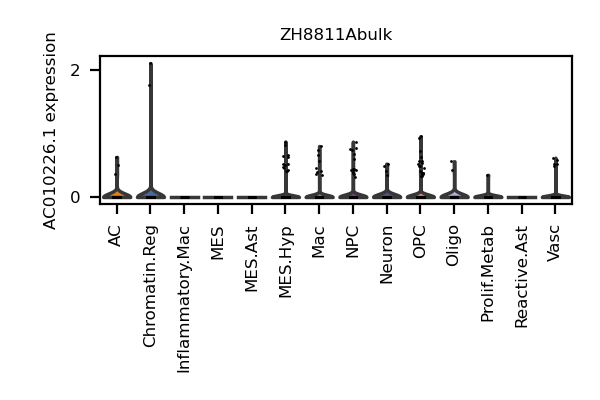 ZH8811Abulk
AC010226.1 expression
2
0
AC
Chromatin.Reg
Inflammatory.Mac
MES
MES.Ast
MES.Hyp
Mac
NPC
Neuron
OPC
Oligo
Prolif.Metab
Reactive.Ast
Vasc